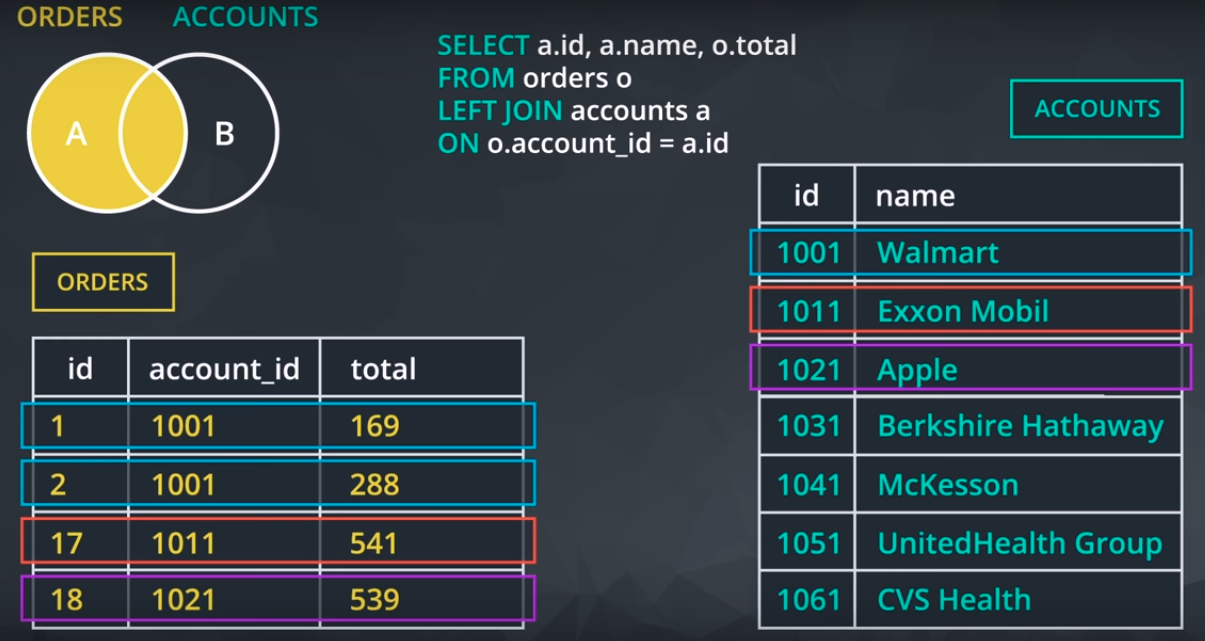 ORDERS ACCOUNTS
A B
SELECT a.id, a.name, o.total
FROM orders o
LEFT JOIN accounts a
ON o.account_id = a.id
ORDERS
id account_id total
1 1001 169
2 1001 288
17 1011 541
18 1021 539
ACCOUNTS
id name
1001 Walmart
1011 Exxon Mobil
1021 Apple
1031 Berkshire Hathaway
1041 McKesson
1051 UnitedHealth Group
1061 CVS Health